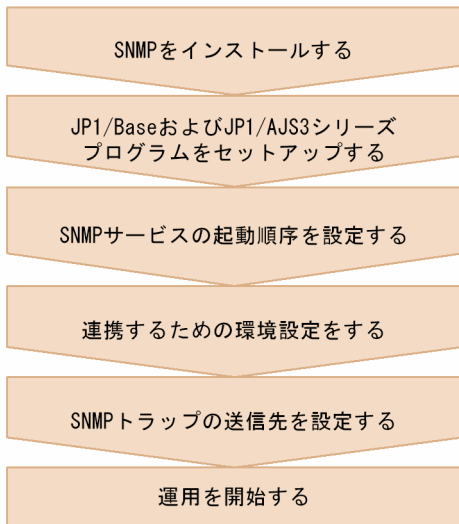 SNMPをインストールする
JP1/BaseおよびJP1/AJS3シリーズ
プログラムをセットアップする
SNMPサービスの起動順序を設定する
連携するための環境設定をする
SNMPトラップの送信先を設定する
運用を開始する